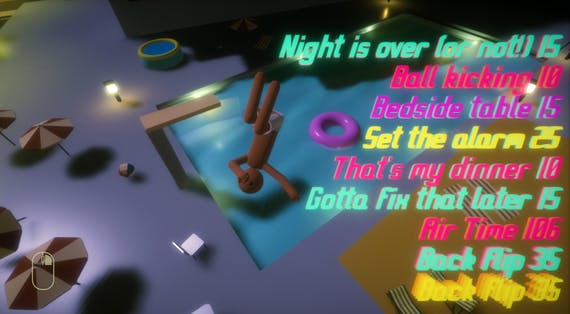 Night is over (or not!) 15
Ball kicking 10
Bedside table 15
Set the alarm 25
That's my dinner 10
Gotta Fix that later 15
Air Time 106
Back Flip 35
Back Flip 35